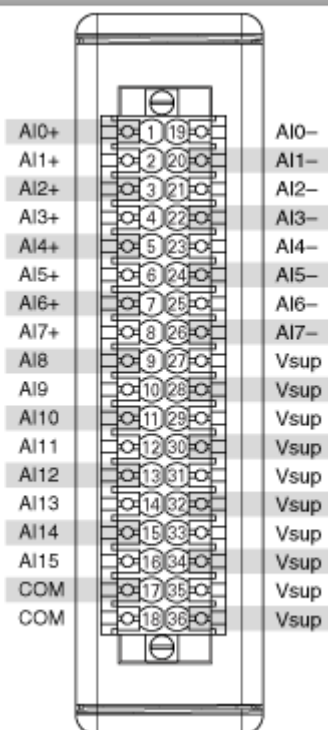 AI0+ 1 19 AI0–
AI1+ 2 20 AI1–
AI2+ 3 21 AI2–
AI3+ 4 22 AI3–
AI4+ 5 23 AI4–
AI5+ 6 24 AI5–
AI6+ 7 25 AI6–
AI7+ 8 26 AI7–
AI8 9 27 Vsup
AI9 10 28 Vsup
AI10 11 29 Vsup
AI11 12 30 Vsup
AI12 13 31 Vsup
AI13 14 32 Vsup
AI14 15 33 Vsup
AI15 16 34 Vsup
COM 17 35 Vsup
COM 18 36 Vsup